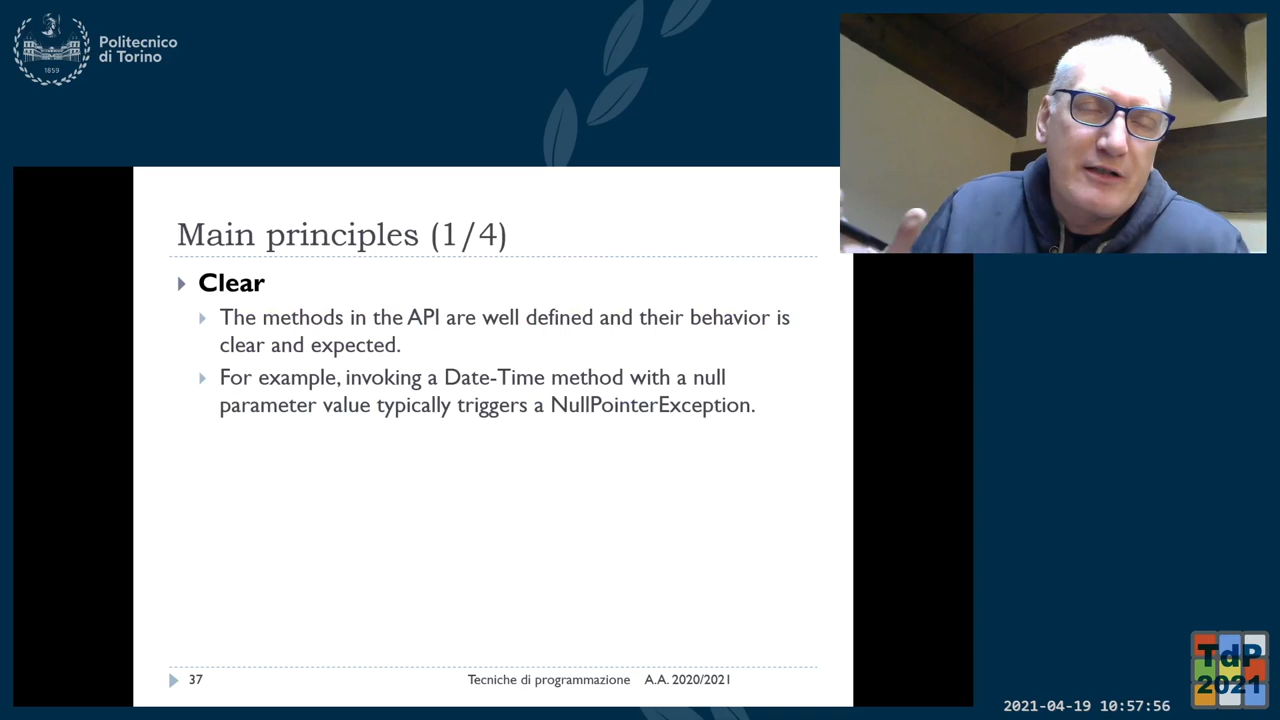 Politecnico
di Torino
1859
Main principles (1/4)
Clear
The methods in the API are well defined and their behavior is
clear and expected.
For example, invoking a Date-Time method with a null
parameter value typically triggers a NullPointerException.
37
Tecniche di programmazione A.A. 2020/2021
TdP
2021
2021-04-19 10:57:56